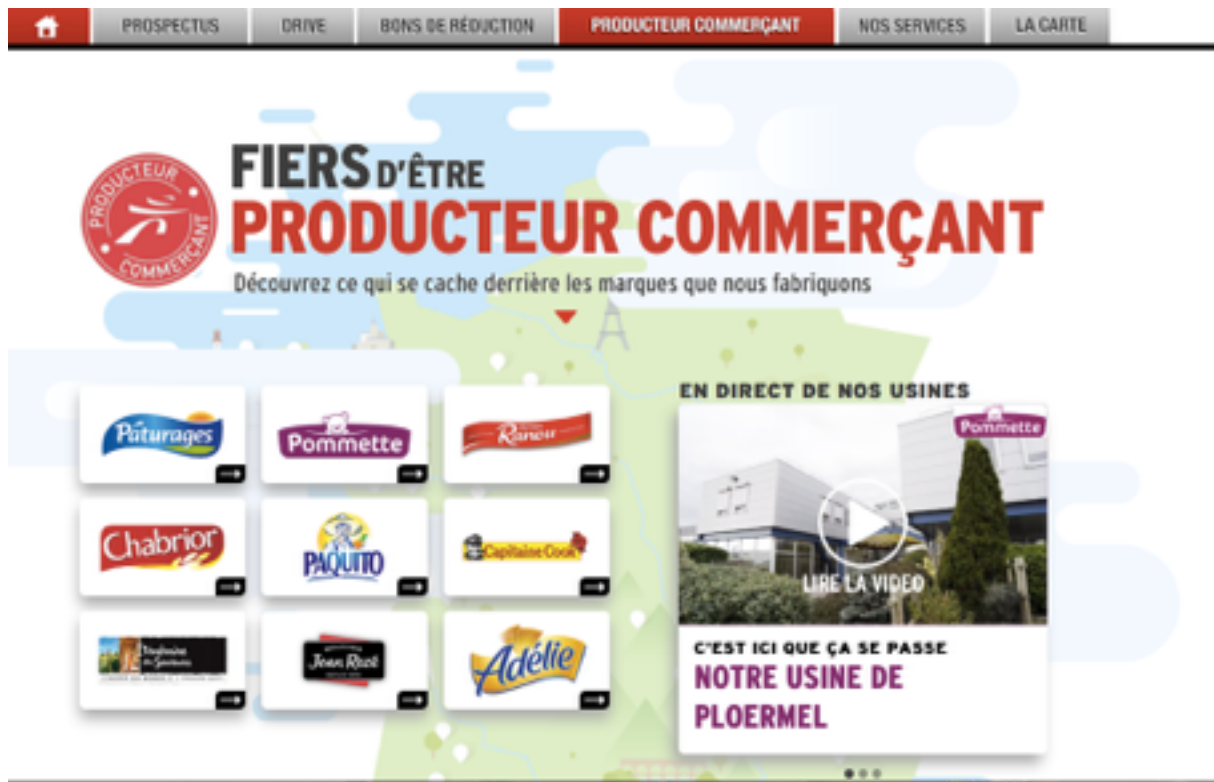 PROSPECTUS DRIVE BONS DE RÉDUCTION PRODUCTEUR COMMERÇANT NOS SERVICES LA CARTE
PRODUCTEUR COMMERÇANT
FIERS D'ÊTRE
PRODUCTEUR COMMERÇANT
Découvrez ce qui se cache derrière les marques que nous fabriquons
EN DIRECT DE NOS USINES
Pâturages Pommette Ranou
Pommette
Chabrior PAQUITO Capitaine Cook
LIRE LA VIDEO
Jean Rozé Adélie
C'EST ICI QUE ÇA SE PASSE
NOTRE USINE DE
PLOERMEL